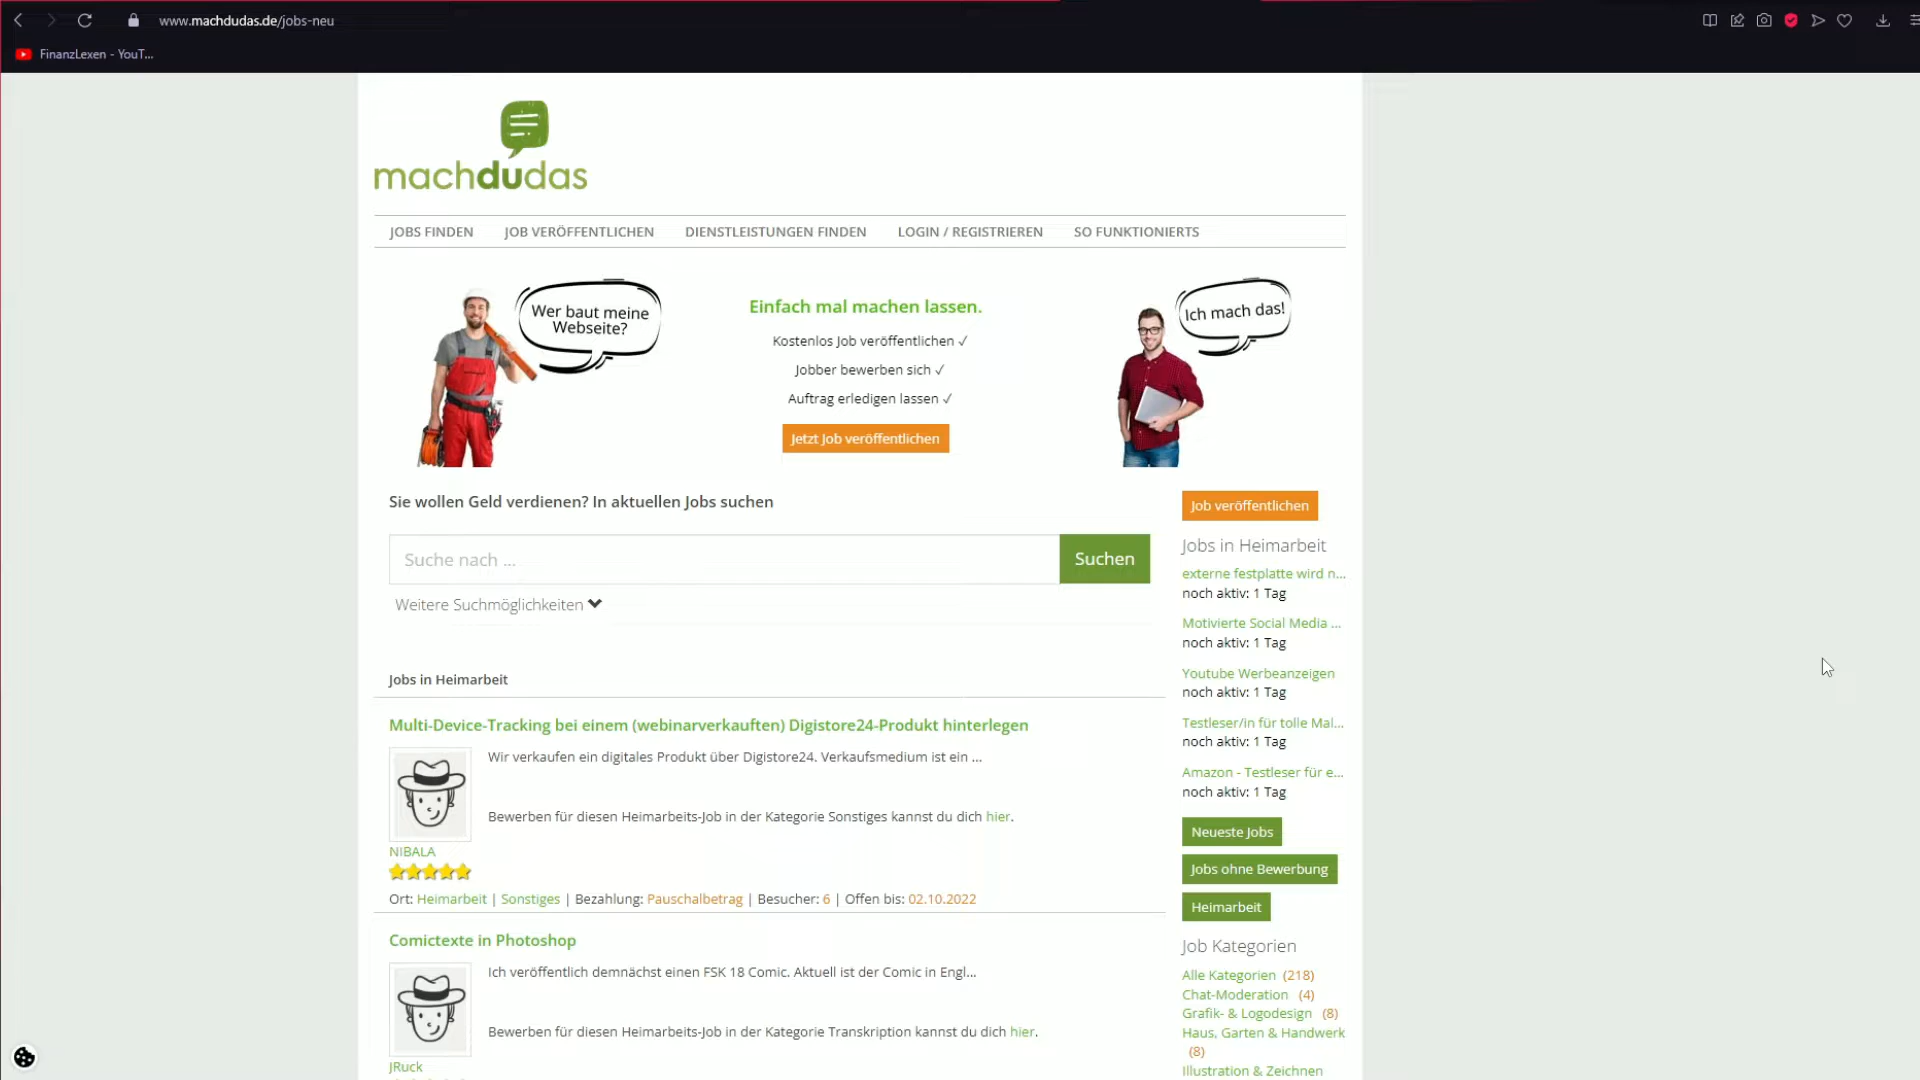 www.machdudas.de/jobs-neu
FinanzLexen - YouT...
machdudas
JOBS FINDEN JOB VERÖFFENTLICHEN DIENSTLEISTUNGEN FINDEN LOGIN / REGISTRIEREN SO FUNKTIONIERTS
Wer baut meine
Webseite?
Einfach mal machen lassen.
Kostenlos Job veröffentlichen ✓
Jobber bewerben sich ✓
Auftrag erledigen lassen ✓
Jetzt Job veröffentlichen
Ich mach das!
Sie wollen Geld verdienen? In aktuellen Jobs suchen
Suche nach ... Suchen
Weitere Suchmöglichkeiten
Jobs in Heimarbeit
Multi-Device-Tracking bei einem (webinarverkauften) Digistore24-Produkt hinterlegen
Wir verkaufen ein digitales Produkt über Digistore24. Verkaufsmedium ist ein ...
Bewerben für diesen Heimarbeits-Job in der Kategorie Sonstiges kannst du dich hier.
NIBALA
Ort: Heimarbeit | Sonstiges | Bezahlung: Pauschalbetrag | Besucher: 6 | Offen bis: 02.10.2022
Comictexte in Photoshop
Ich veröffentlich demnächst einen FSK 18 Comic. Aktuell ist der Comic in Engl...
Bewerben für diesen Heimarbeits-Job in der Kategorie Transkription kannst du dich hier.
JRuck
Job veröffentlichen
Jobs in Heimarbeit
externe festplatte wird n...
noch aktiv: 1 Tag
Motivierte Social Media ...
noch aktiv: 1 Tag
Youtube Werbeanzeigen
noch aktiv: 1 Tag
Testleser/in für tolle Mal...
noch aktiv: 1 Tag
Amazon - Testleser für e...
noch aktiv: 1 Tag
Neueste Jobs
Jobs ohne Bewerbung
Heimarbeit
Job Kategorien
Alle Kategorien (218)
Chat-Moderation (4)
Grafik- & Logodesign (8)
Haus, Garten & Handwerk
(8)
Illustration & Zeichnen